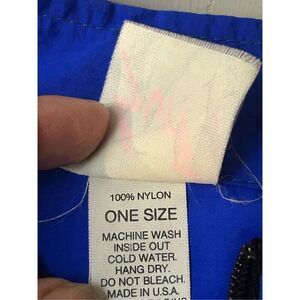 100% NYLON
ONE SIZE
MACHINE WASH
INSIDE OUT
COLD WATER.
HANG DRY.
DO NOT BLEACH.
MADE IN U.S.A.